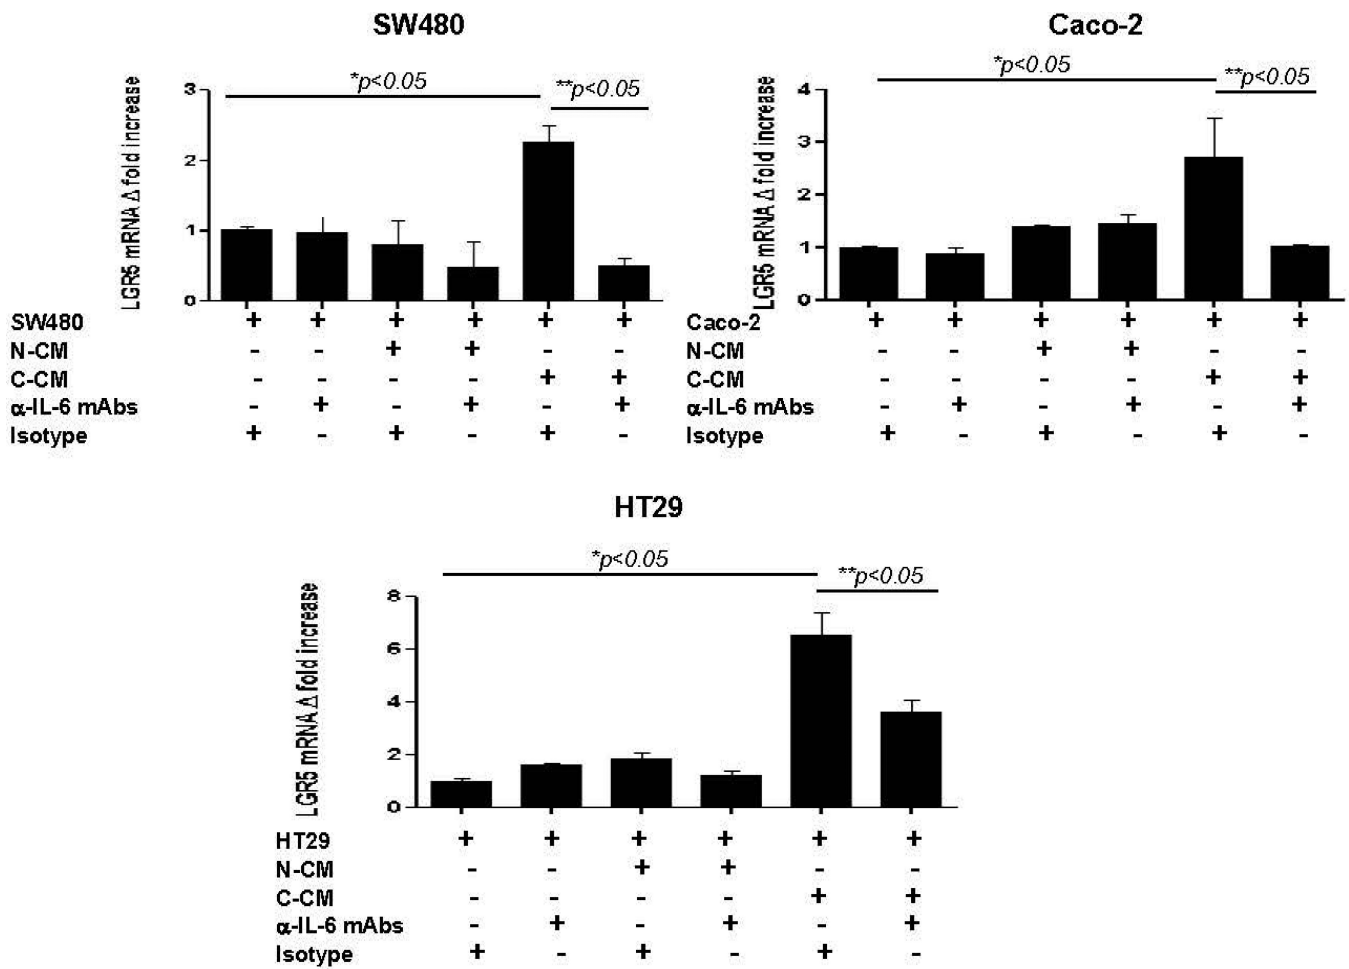 SW480
*p<0.05
**p<0.05
LGR5 mRNA Δ fold increase
3
2
1
0
SW480 + + + + + +
N-CM - - + + - -
C-CM - - - - + +
α-IL-6 mAbs - + - + - +
Isotype + - + - + -
Caco-2
*p<0.05
**p<0.05
LGR5 mRNA Δ fold increase
4
3
2
1
0
Caco-2 + + + + + +
N-CM - - + + - -
C-CM - - - - + +
α-IL-6 mAbs - + - + - +
Isotype + - + - + -
HT29
*p<0.05
**p<0.05
LGR5 mRNA Δ fold increase
8
6
4
2
0
HT29 + + + + + +
N-CM - - + + - -
C-CM - - - - + +
α-IL-6 mAbs - + - + - +
Isotype + - + - + -